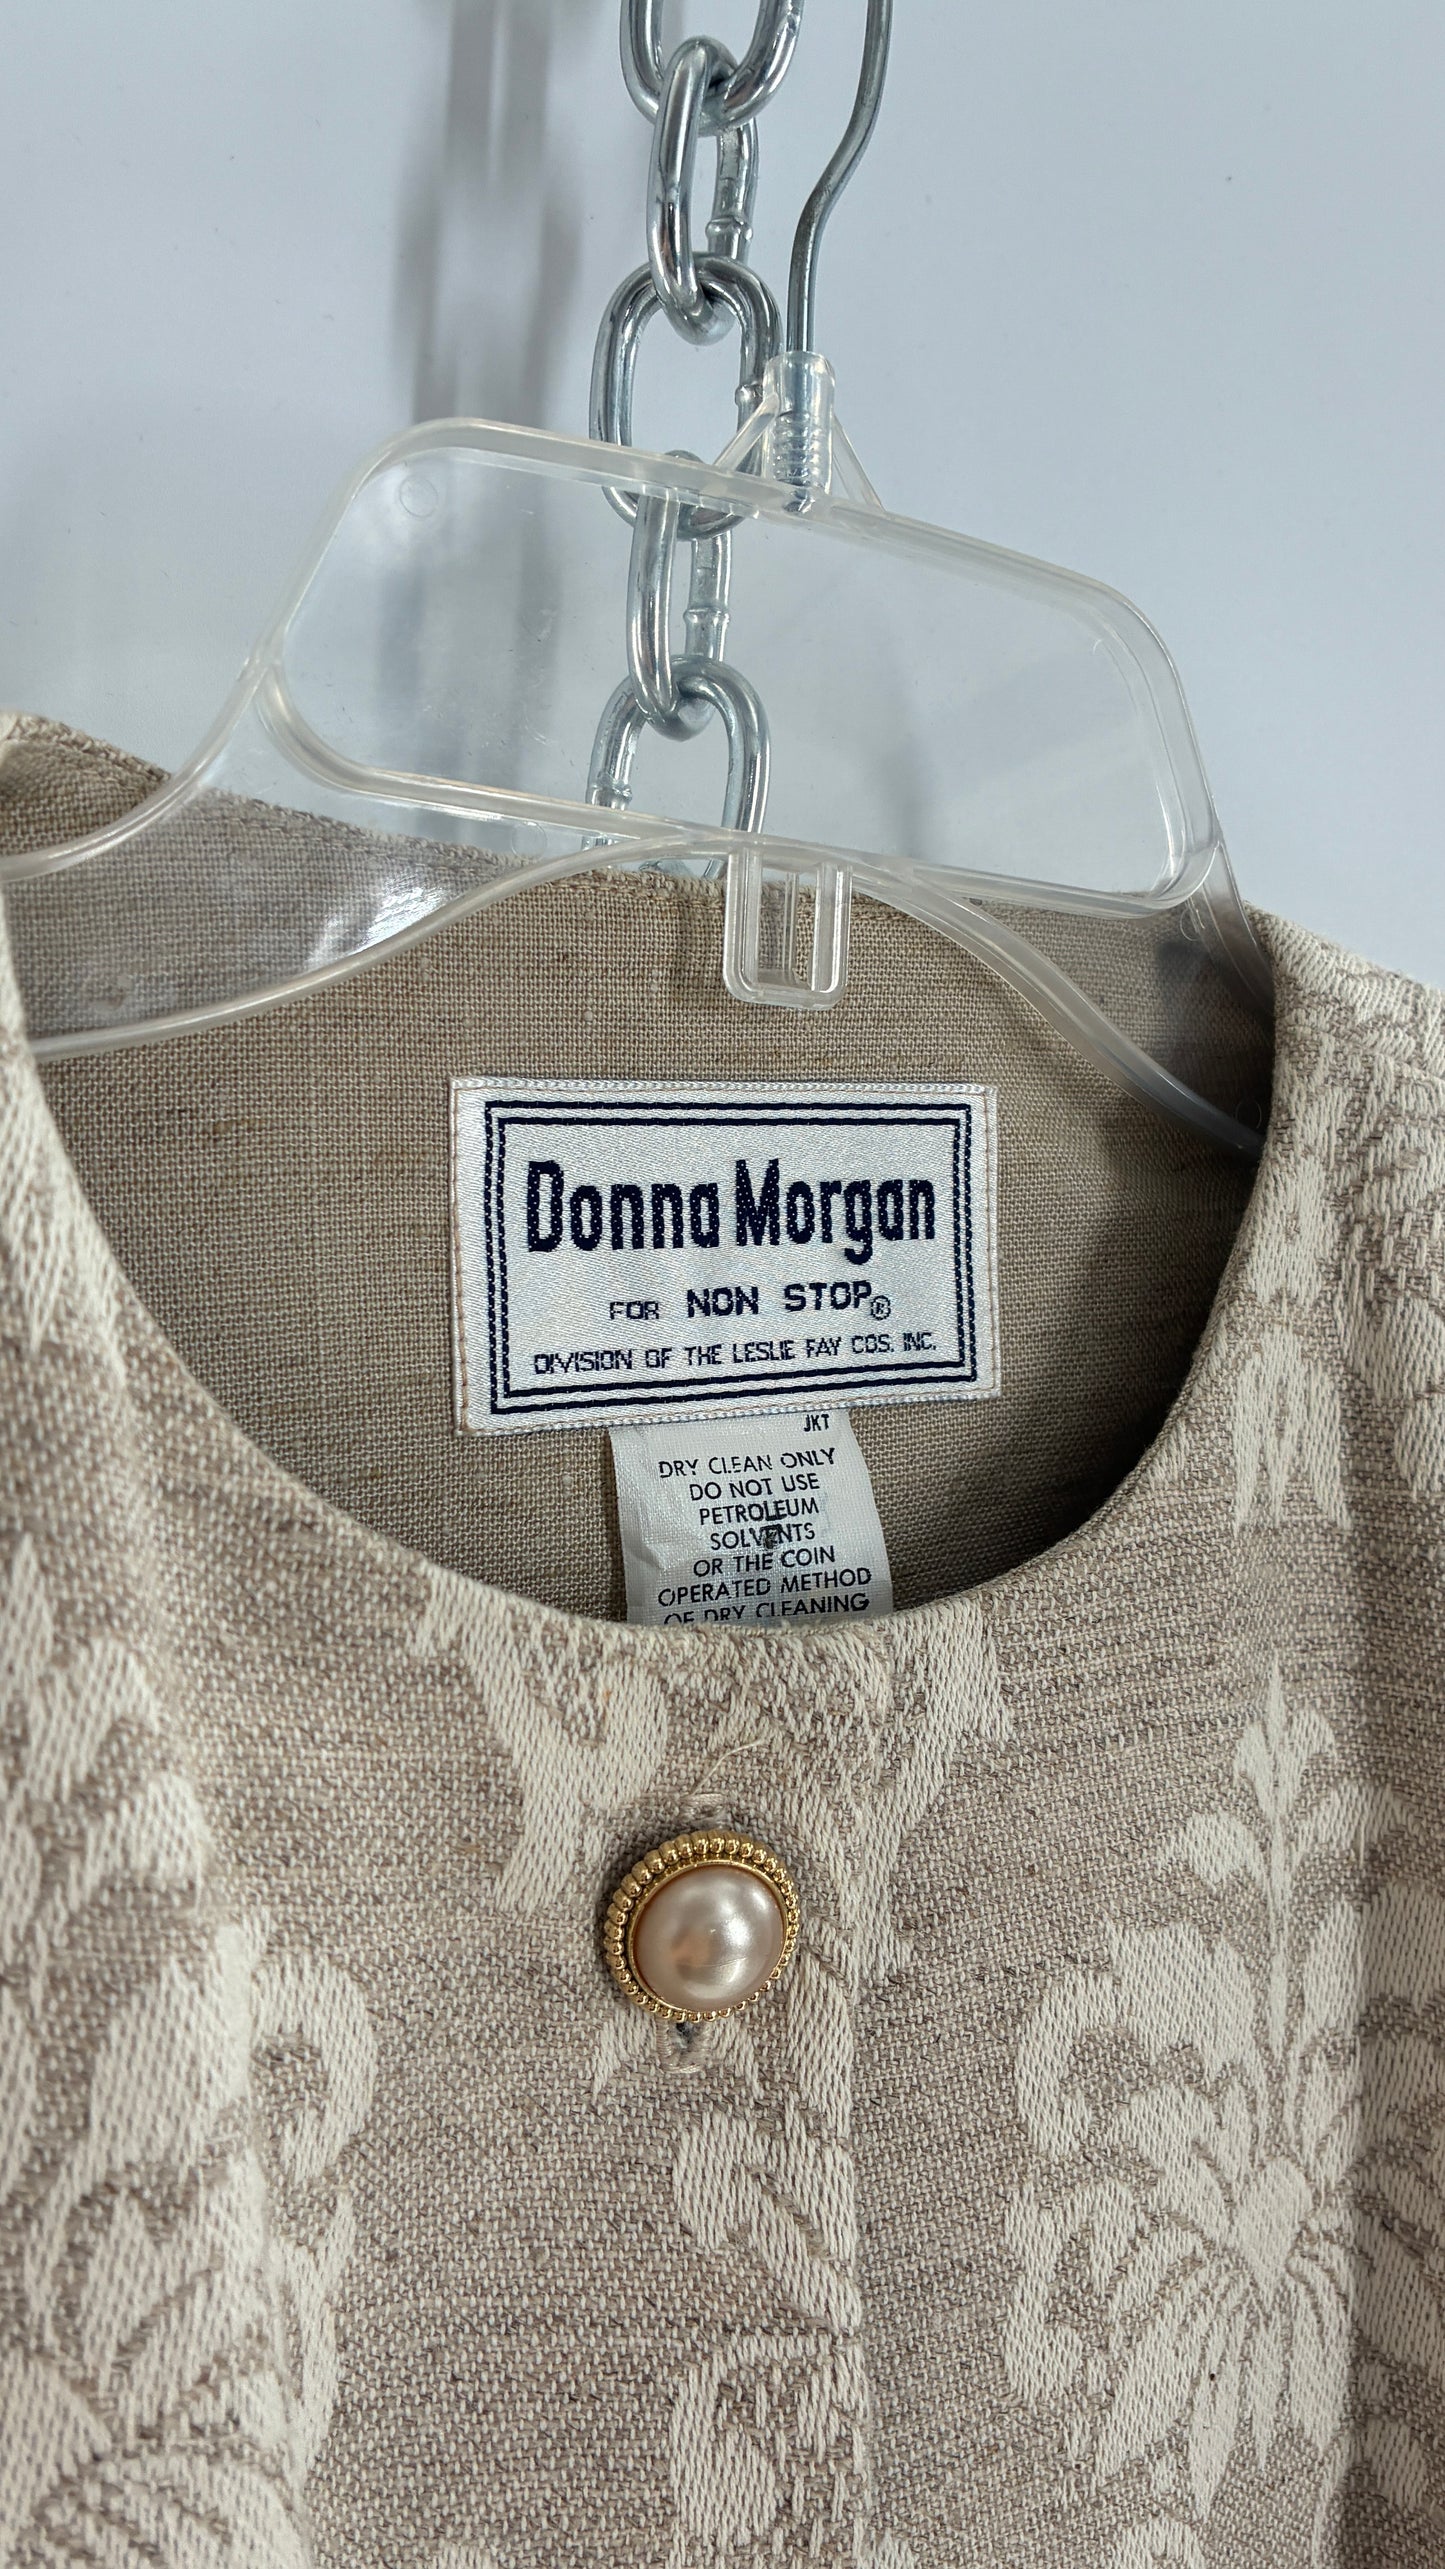 Donna Morgan
FOR NON STOP®
DIVISION OF THE LESLIE FAY COS. INC.
JKT
DRY CLEAN ONLY
DO NOT USE
PETROLEUM
SOLVENTS
OR THE COIN
OPERATED METHOD
OF DRY CLEANING